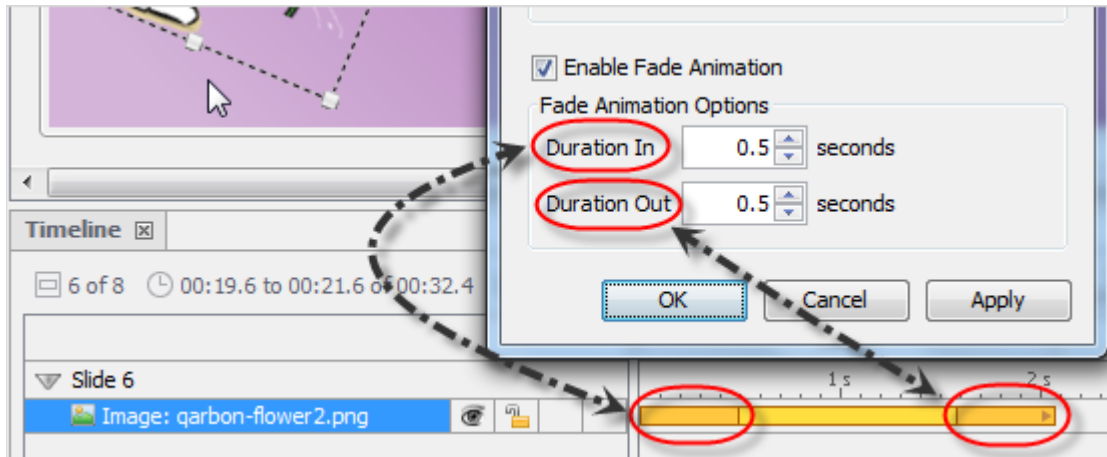 Enable Fade Animation
Fade Animation Options
Duration In 0.5 seconds
Duration Out 0.5 seconds
OK Cancel Apply
Timeline
6 of 8 00:19.6 to 00:21.6 of 00:32.4
Slide 6 1 s 2 s
Image: qarbon-flower2.png